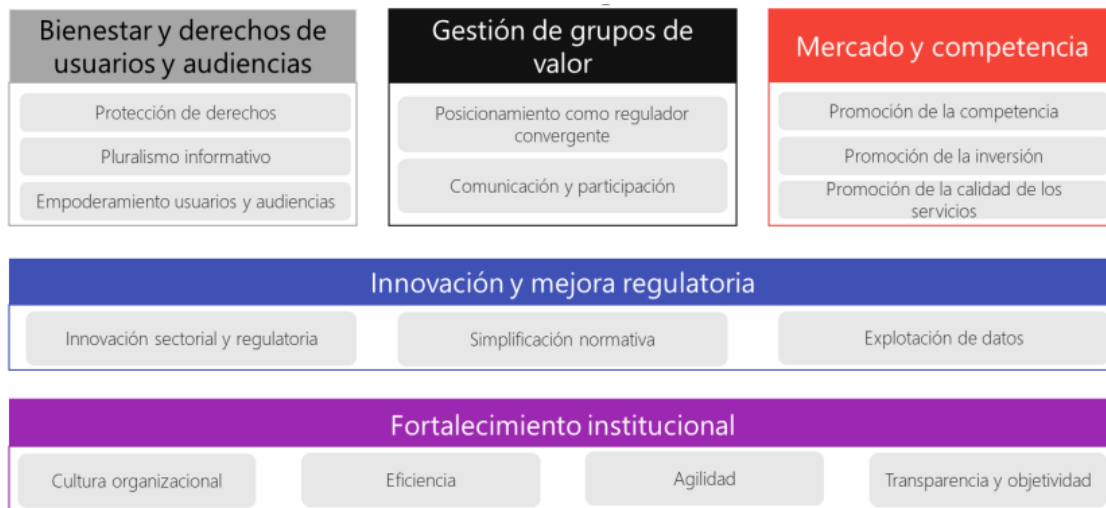 Bienestar y derechos de
usuarios y audiencias
Protección de derechos
Pluralismo informativo
Empoderamiento usuarios y audiencias
Gestión de grupos de
valor
Posicionamiento como regulador
convergente
Comunicación y participación
Mercado y competencia
Promoción de la competencia
Promoción de la inversión
Promoción de la calidad de los
servicios
Innovación y mejora regulatoria
Innovación sectorial y regulatoria
Simplificación normativa
Explotación de datos
Fortalecimiento institucional
Cultura organizacional
Eficiencia
Agilidad
Transparencia y objetividad